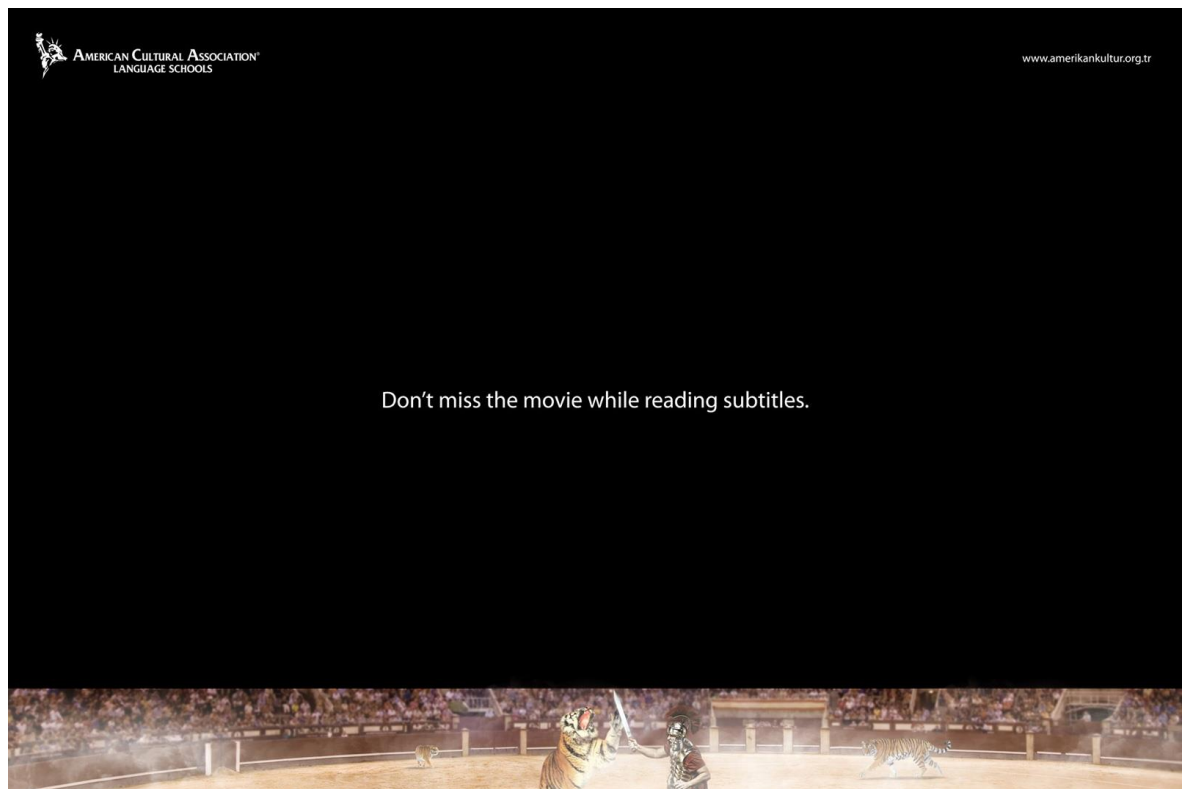 AMERICAN CULTURAL ASSOCIATION®
LANGUAGE SCHOOLS
www.amerikankultur.org.tr
Don't miss the movie while reading subtitles.